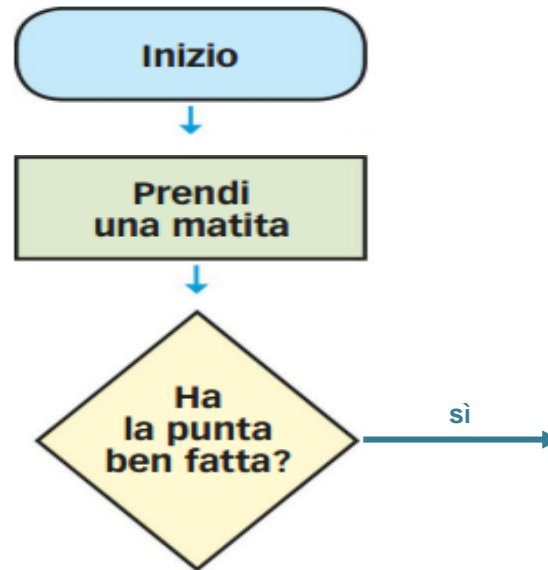 Inizio
Prendi
una matita
Ha
la punta
ben fatta?
sì